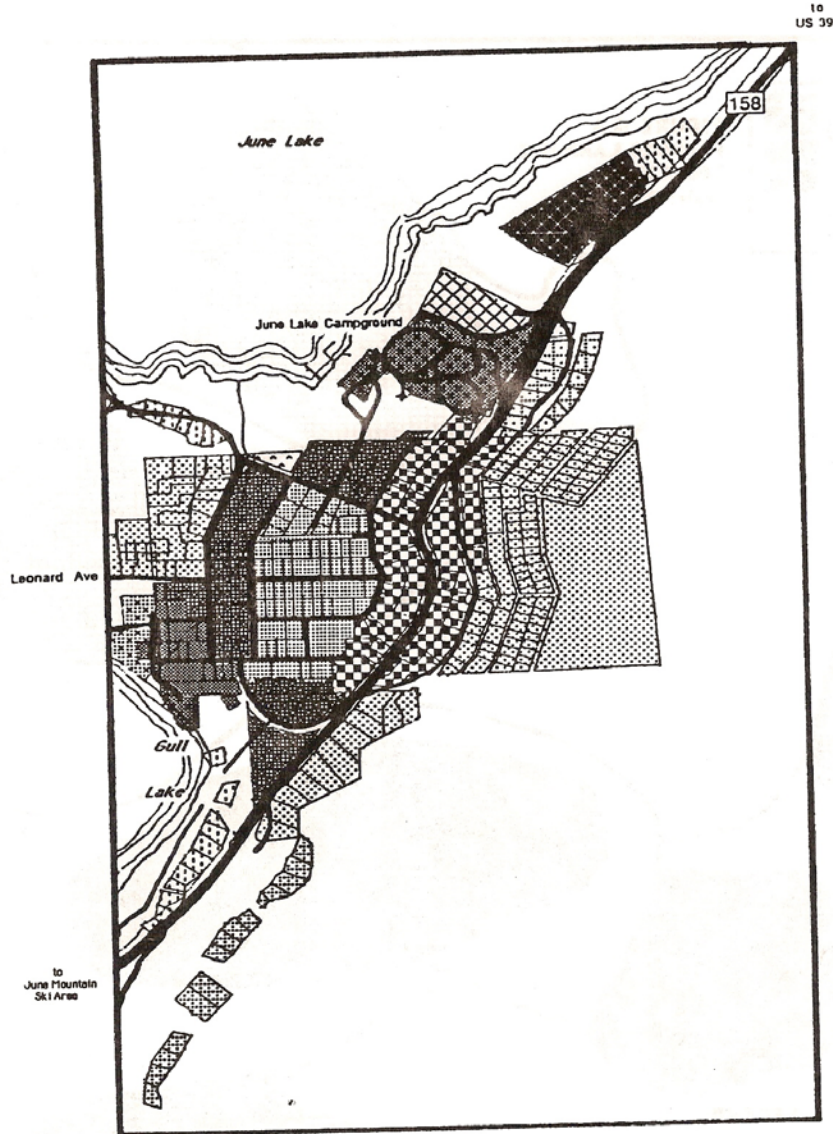 to
US 39
158
June Lake
June Lake Campground
Leonard Ave
Gull
Lake
to
June Mountain
Ski Area